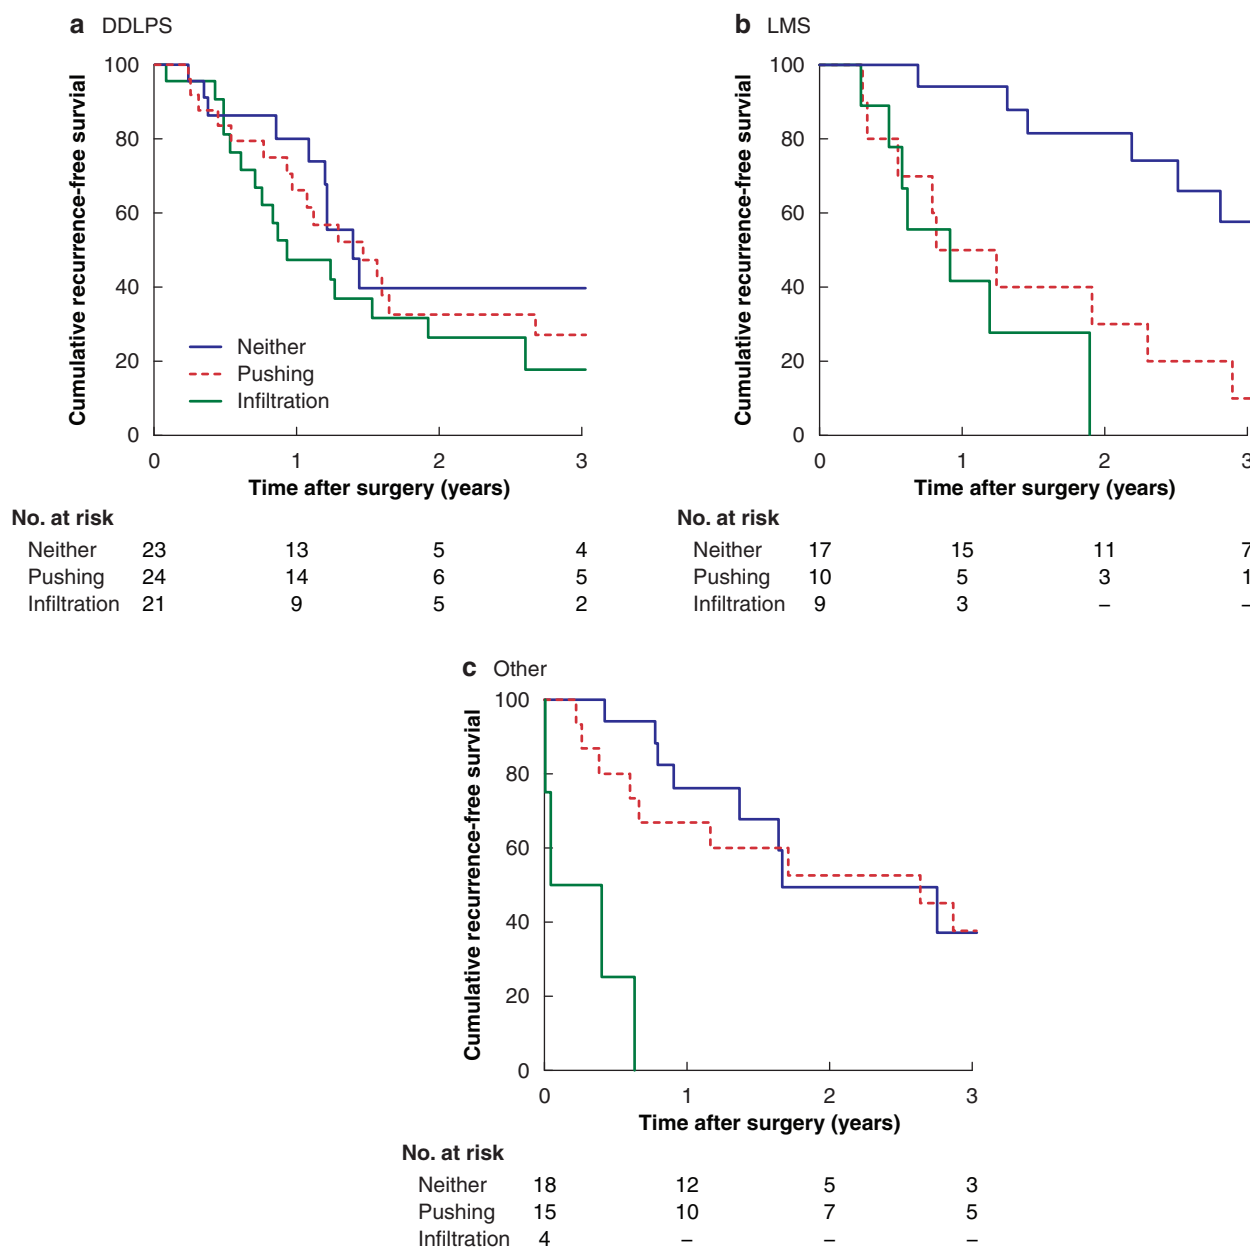 a DDLPS
Cumulative recurrence-free survial
100
80
60
40
20
0
Neither
Pushing
Infiltration
0 1 2 3
Time after surgery (years)
No. at risk
Neither 23 13 5 4
Pushing 24 14 6 5
Infiltration 21 9 5 2
b LMS
Cumulative recurrence-free survial
100
80
60
40
20
0
0 1 2 3
Time after surgery (years)
No. at risk
Neither 17 15 11 7
Pushing 10 5 3 1
Infiltration 9 3 – –
c Other
Cumulative recurrence-free survial
100
80
60
40
20
0
0 1 2 3
Time after surgery (years)
No. at risk
Neither 18 12 5 3
Pushing 15 10 7 5
Infiltration 4 – – –